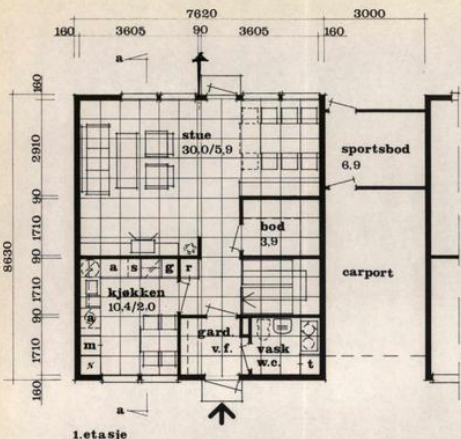 7620
3000
160
3605
90
3605
160
a
160
2910
90
1710
90
1710
90
1710
160
8630
stue
30,0/5,9
sportsbod
6,9
bod
3,9
a s g r
kjøkken
10,4/2,0
carport
a
m
gard.
v.f.
vask
w.c.
t
a
1.etasje